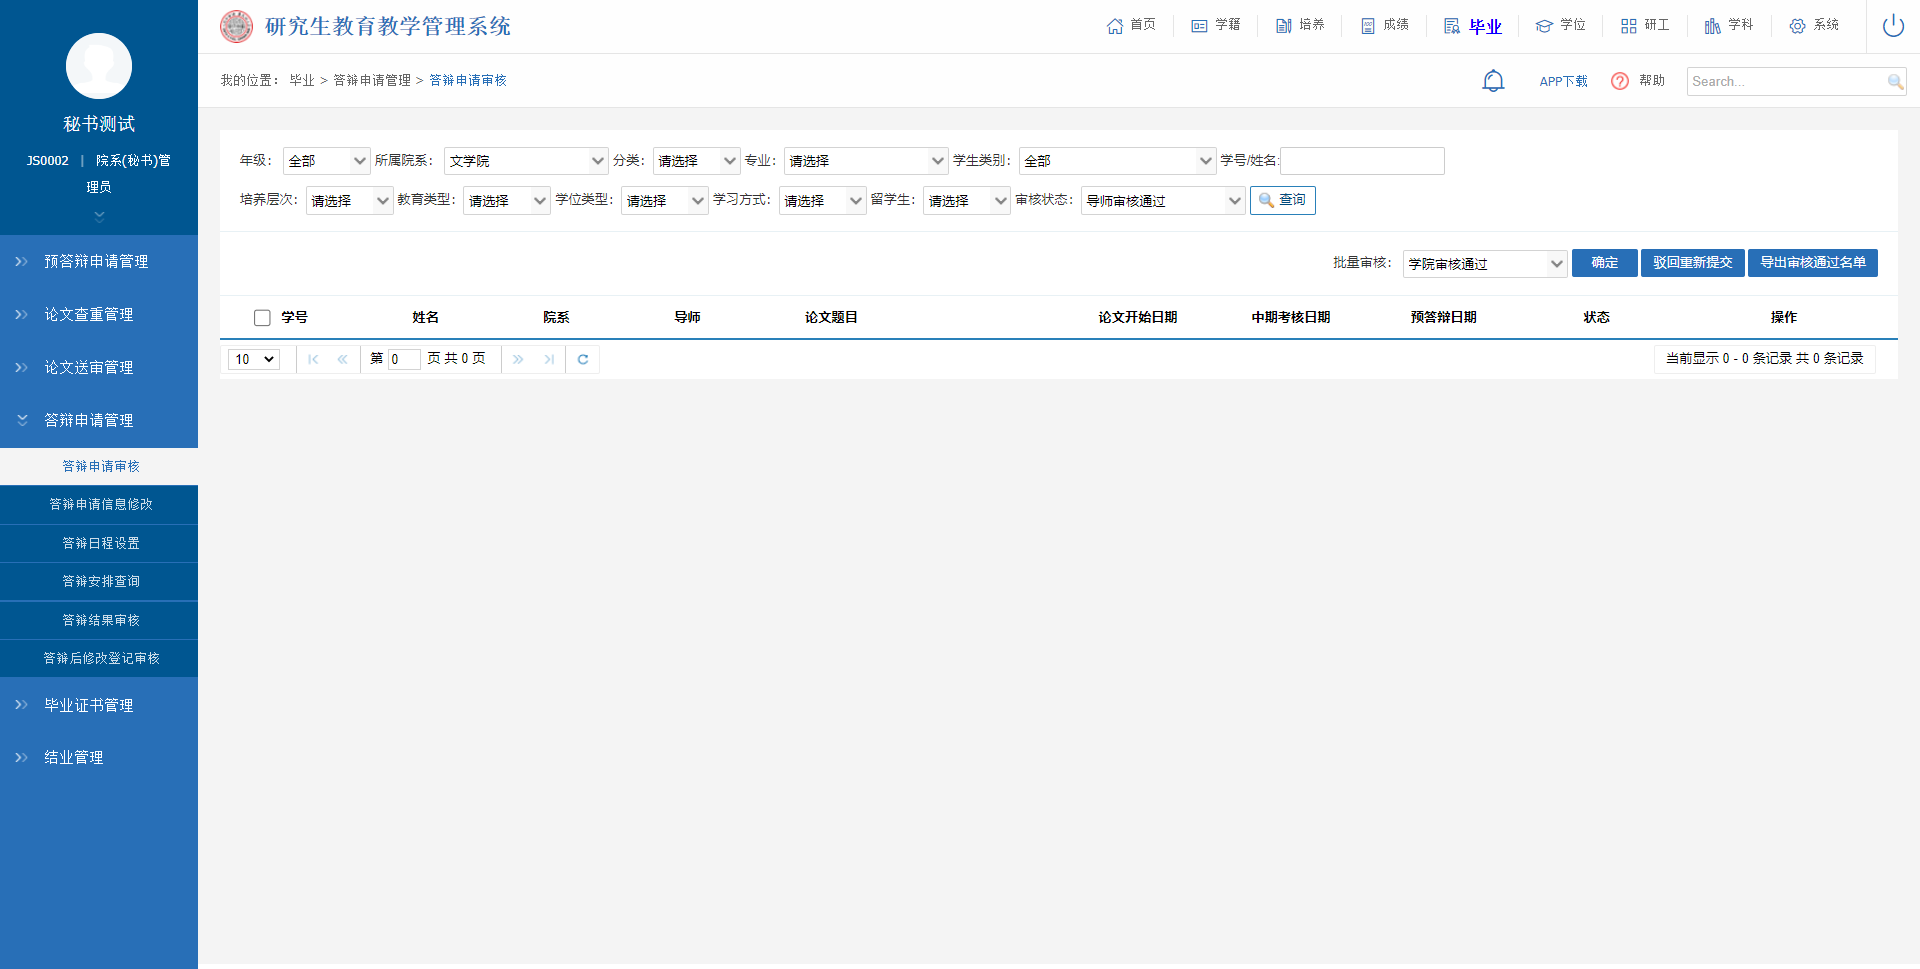 研究生教育教学管理系统
首页 学籍 培养 成绩 毕业 学位 研工 学科 系统
我的位置： 毕业 > 答辩申请管理 > 答辩申请审核
APP下载 帮助 Search...
秘书测试
JS0002 | 院系(秘书)管
理员
预答辩申请管理
论文查重管理
论文送审管理
答辩申请管理
答辩申请审核
答辩申请信息修改
答辩日程设置
答辩安排查询
答辩结果审核
答辩后修改登记审核
毕业证书管理
结业管理
年级： 全部 所属院系： 文学院 分类： 请选择 专业： 请选择 学生类别： 全部 学号/姓名:
培养层次： 请选择 教育类型： 请选择 学位类型： 请选择 学习方式： 请选择 留学生： 请选择 审核状态： 导师审核通过 查询
批量审核： 学院审核通过 确定 驳回重新提交 导出审核通过名单
学号 姓名 院系 导师 论文题目 论文开始日期 中期考核日期 预答辩日期 状态 操作
10 第 0 页 共 0 页 当前显示 0 - 0 条记录 共 0 条记录